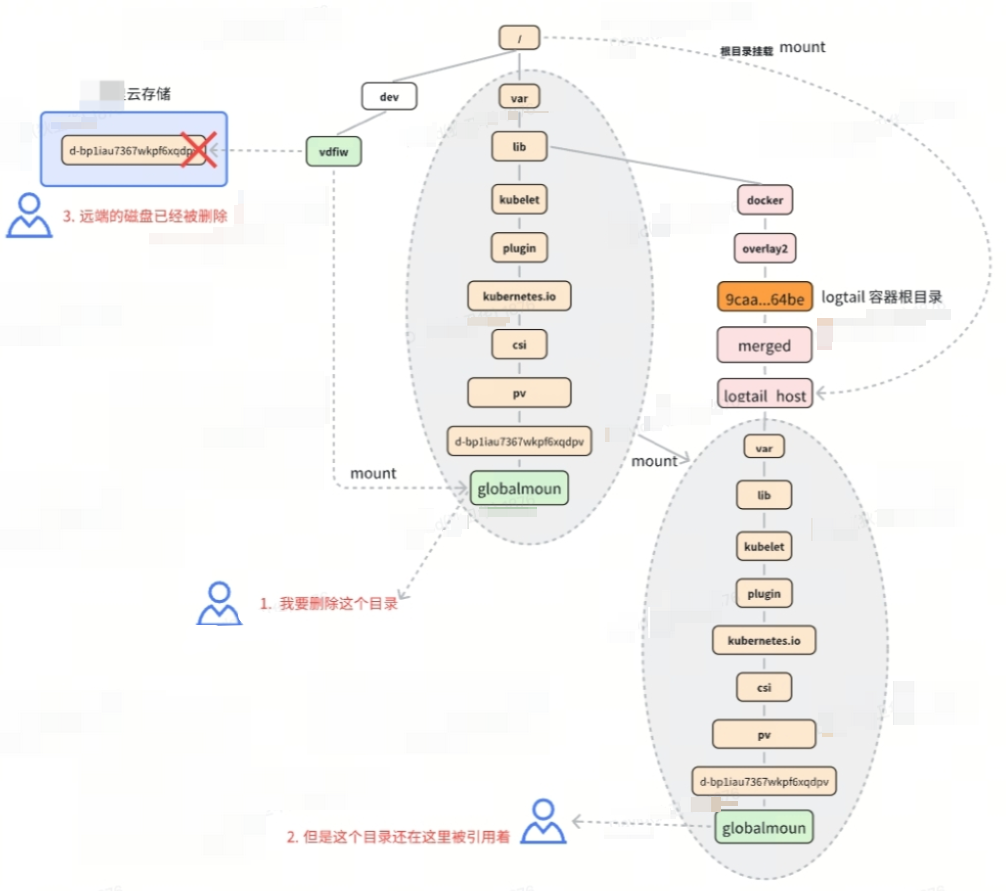 /
根目录挂载 mount
dev
var
云存储
d-bp1iau7367wkpf6xqdp
vdfiw
lib
3. 远端的磁盘已经被删除
kubelet
docker
plugin
overlay2
kubernetes.io
9caa...64be
logtail 容器根目录
csi
merged
pv
logtail_host
d-bp1iau7367wkpf6xqdpv
var
mount
mount
globalmoun
lib
kubelet
plugin
1. 我要删除这个目录
kubernetes.io
csi
pv
d-bp1iau7367wkpf6xqdpv
globalmoun
2. 但是这个目录还在这里被引用着